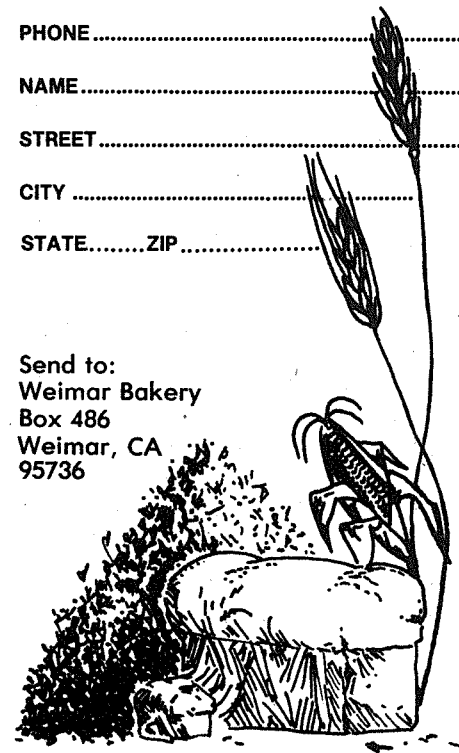 PHONE
NAME
STREET
CITY
STATE........ZIP
Send to:
Weimar Bakery
Box 486
Weimar, CA
95736